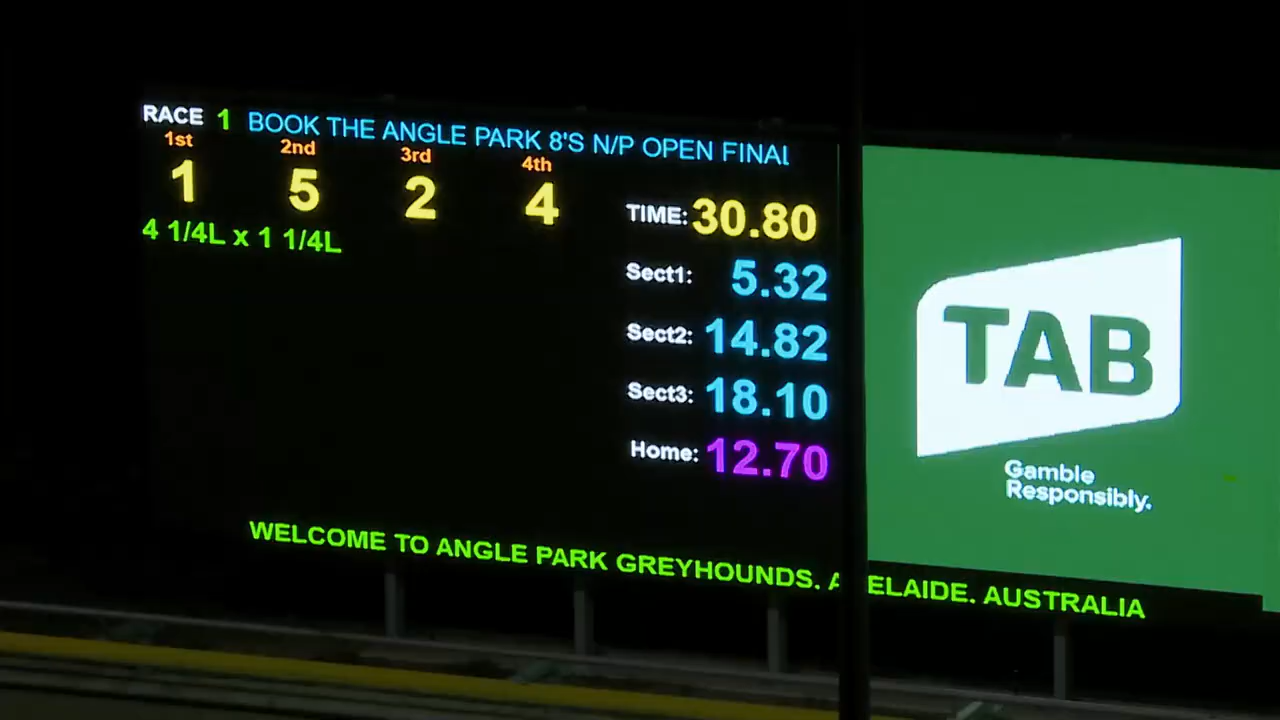 RACE 1 BOOK THE ANGLE PARK 8'S N/P OPEN FINAL
1st 2nd 3rd 4th
1 5 2 4
4 1/4L x 1 1/4L
TIME: 30.80
Sect1: 5.32
Sect2: 14.82
Sect3: 18.10
Home: 12.70
TAB
Gamble
Responsibly.
WELCOME TO ANGLE PARK GREYHOUNDS. A ELAIDE. AUSTRALIA